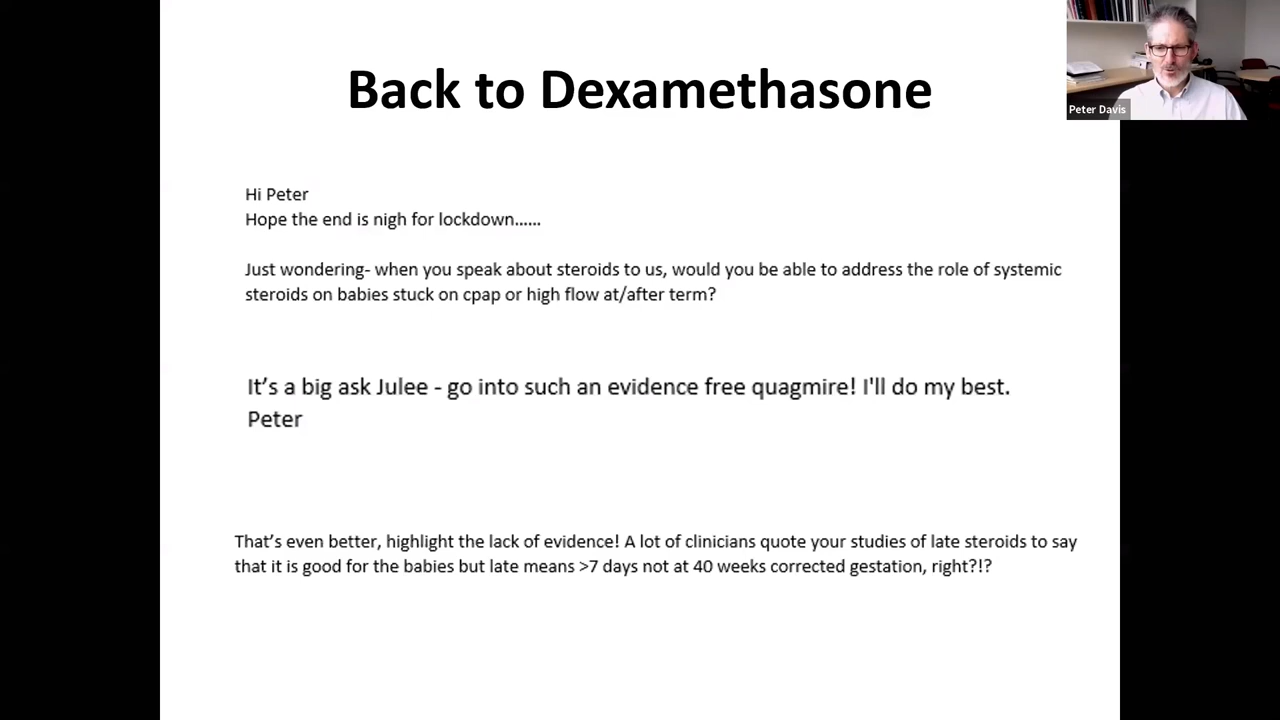 Back to Dexamethasone
Peter Davis
Hi Peter
Hope the end is nigh for lockdown......
Just wondering- when you speak about steroids to us, would you be able to address the role of systemic
steroids on babies stuck on cpap or high flow at/after term?
It’s a big ask Julee - go into such an evidence free quagmire! I'll do my best.
Peter
That’s even better, highlight the lack of evidence! A lot of clinicians quote your studies of late steroids to say
that it is good for the babies but late means >7 days not at 40 weeks corrected gestation, right?!?